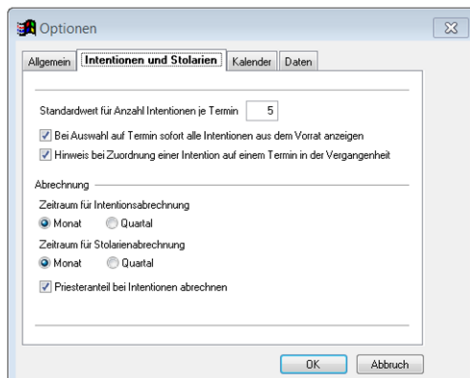 Optionen
Allgemein Intentionen und Stolarien Kalender Daten
Standardwert für Anzahl Intentionen je Termin 5
Bei Auswahl auf Termin sofort alle Intentionen aus dem Vorrat anzeigen
Hinweis bei Zuordnung einer Intention auf einem Termin in der Vergangenheit
Abrechnung
Zeitraum für Intentionsabrechnung
Monat Quartal
Zeitraum für Stolarienabrechnung
Monat Quartal
Priesteranteil bei Intentionen abrechnen
OK Abbruch